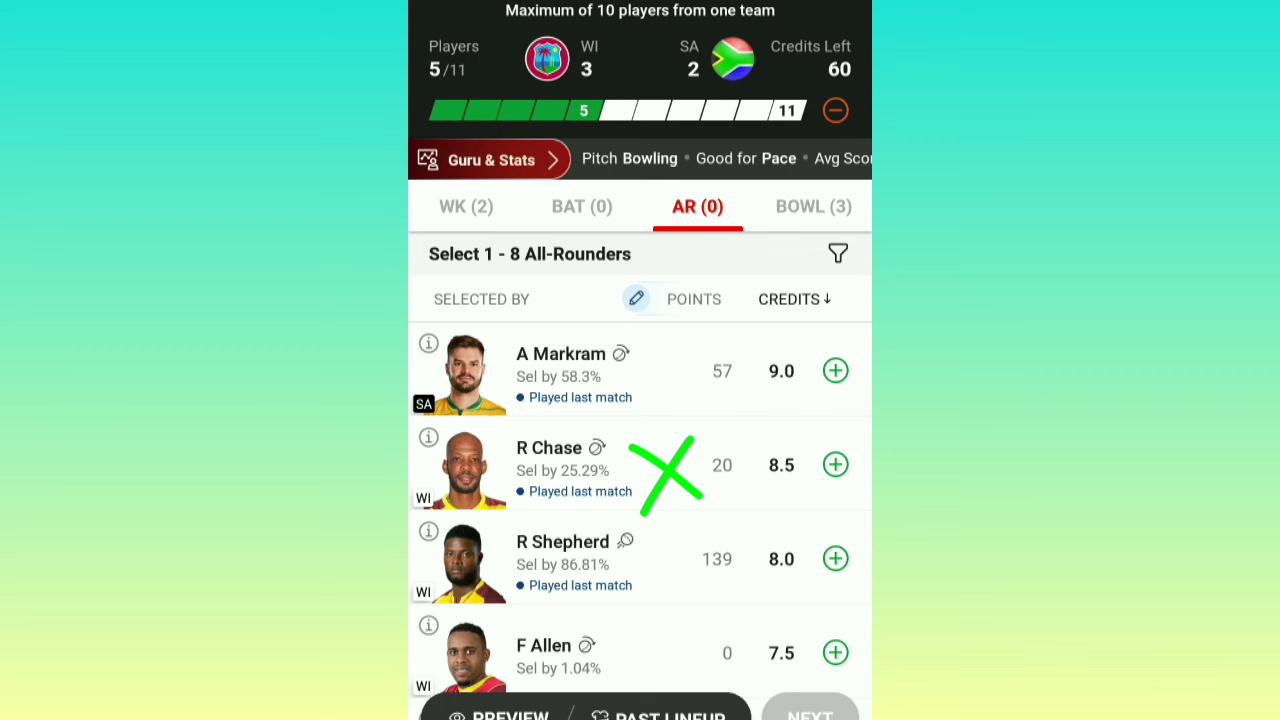 Maximum of 10 players from one team
Players WI SA Credits Left
5/11 3 2 60
5 11
Guru & Stats Pitch Bowling • Good for Pace • Avg Scor
WK (2) BAT (0) AR (0) BOWL (3)
Select 1 - 8 All-Rounders
SELECTED BY POINTS CREDITS↓
A Markram
Sel by 58.3% 57 9.0
• Played last match
SA
R Chase
Sel by 25.29% 20 8.5
• Played last match
WI
R Shepherd
Sel by 86.81% 139 8.0
• Played last match
WI
F Allen
Sel by 1.04% 0 7.5
WI
PREVIEW / PAST LINEUP NEXT